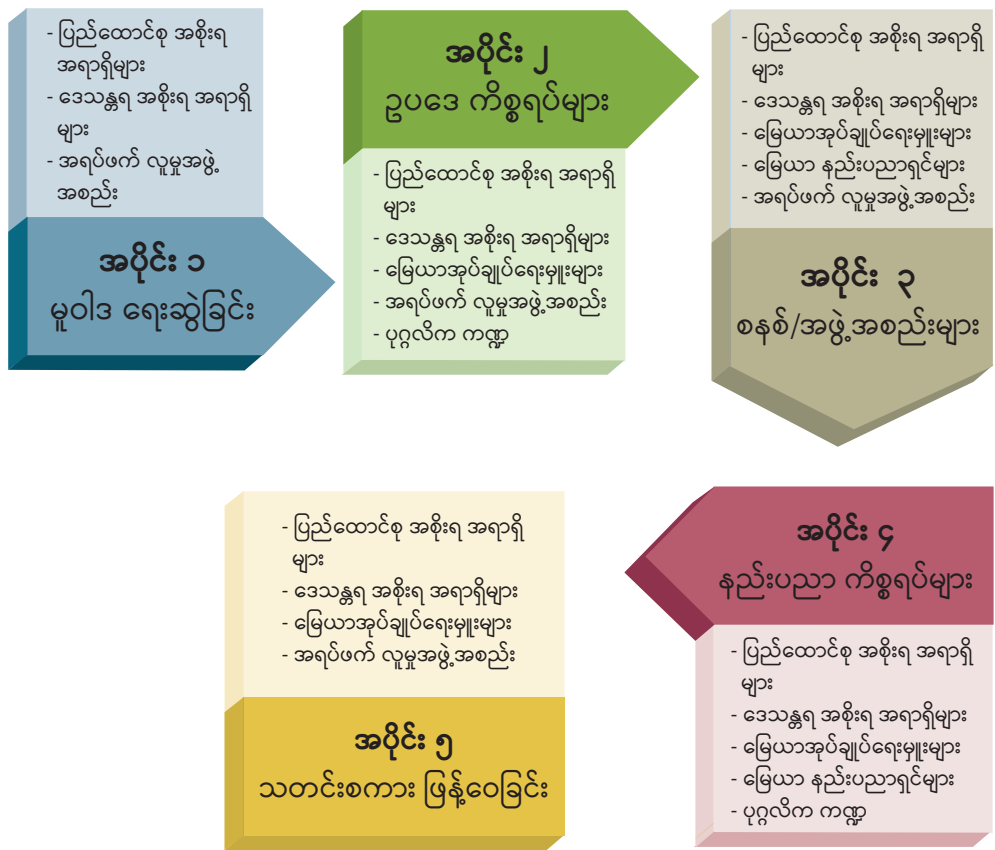 - ပြည်ထောင်စု အစိုးရ
အရာရှိများ
- ဒေသန္တရ အစိုးရ အရာရှိ
များ
- အရပ်ဖက် လူမှုအဖွဲ့
အစည်း
အပိုင်း ၁
မူဝါဒ ရေးဆွဲခြင်း
အပိုင်း ၂
ဥပဒေ ကိစ္စရပ်များ
- ပြည်ထောင်စု အစိုးရ အရာရှိ
များ
- ဒေသန္တရ အစိုးရ အရာရှိများ
- မြေယာအုပ်ချုပ်ရေးမှူးများ
- အရပ်ဖက် လူမှုအဖွဲ့အစည်း
- ပုဂ္ဂလိက ကဏ္ဍ
- ပြည်ထောင်စု အစိုးရ အရာရှိ
များ
- ဒေသန္တရ အစိုးရ အရာရှိများ
- မြေယာအုပ်ချုပ်ရေးမှူးများ
- မြေယာ နည်းပညာရှင်များ
- အရပ်ဖက် လူမှုအဖွဲ့အစည်း
အပိုင်း ၃
စနစ်/အဖွဲ့အစည်းများ
အပိုင်း ၄
နည်းပညာ ကိစ္စရပ်များ
- ပြည်ထောင်စု အစိုးရ အရာရှိ
များ
- ဒေသန္တရ အစိုးရ အရာရှိများ
- မြေယာအုပ်ချုပ်ရေးမှူးများ
- မြေယာ နည်းပညာရှင်များ
- ပုဂ္ဂလိက ကဏ္ဍ
- ပြည်ထောင်စု အစိုးရ အရာရှိ
များ
- ဒေသန္တရ အစိုးရ အရာရှိများ
- မြေယာအုပ်ချုပ်ရေးမှူးများ
- အရပ်ဖက် လူမှုအဖွဲ့အစည်း
အပိုင်း ၅
သတင်းစကား ဖြန့်ဝေခြင်း